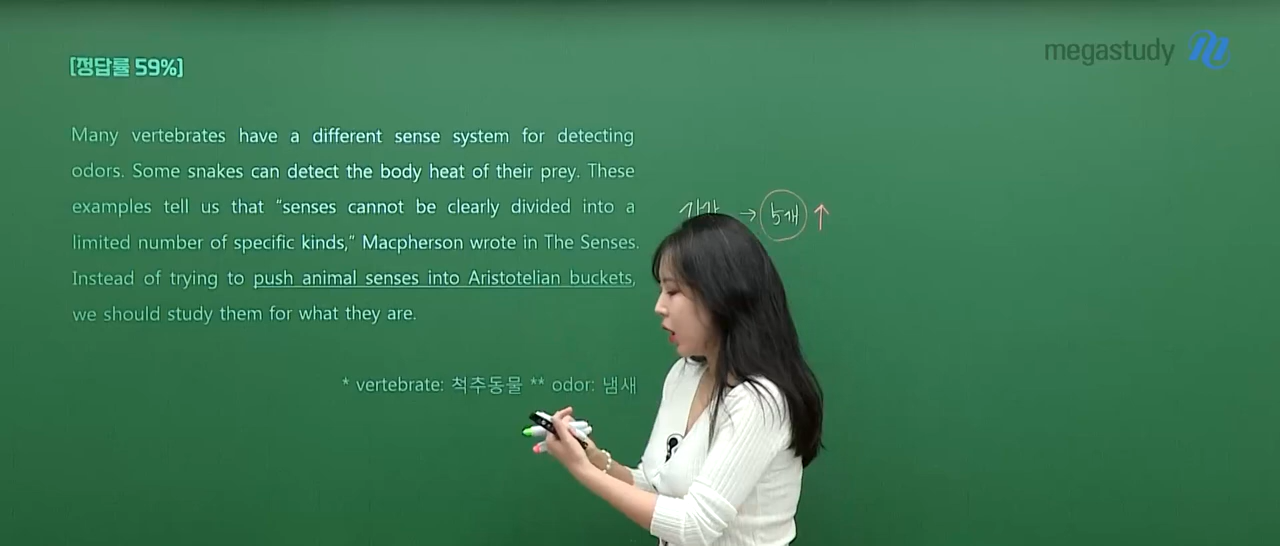 megastudy
[정답률 59%]
Many vertebrates have a different sense system for detecting
odors. Some snakes can detect the body heat of their prey. These
examples tell us that “senses cannot be clearly divided into a
limited number of specific kinds,” Macpherson wrote in The Senses.
Instead of trying to push animal senses into Aristotelian buckets,
we should study them for what they are.
* vertebrate: 척추동물 ** odor: 냄새
→ 5개 ↑